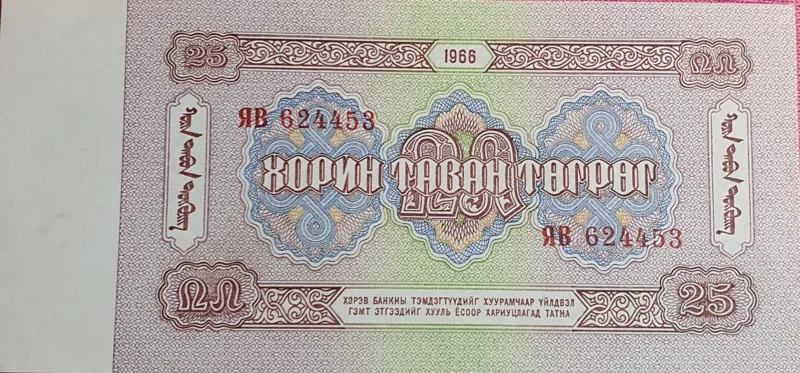 25
1966
ЯВ 624453
ХОРИН ТАВАН ТӨГРӨГ
25
ЯВ 624453
ХЭРЭВ БАНКНЫ ТЭМДЭГТҮҮДИЙГ ХУУРАМЧААР ҮЙЛДВЭЛ
ГЭМТ ЭТГЭЭДИЙГ ХУУЛЬ ЁСООР ХАРИУЦЛАГАД ТАТНА
25